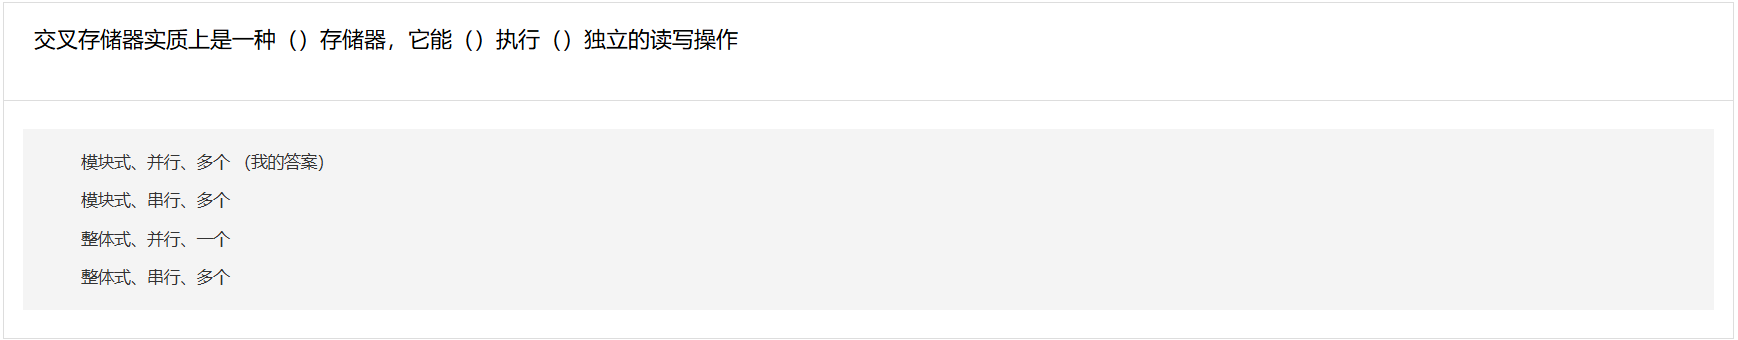 交叉存储器实质上是一种（）存储器，它能（）执行（）独立的读写操作
模块式、并行、多个 （我的答案）
模块式、串行、多个
整体式、并行、一个
整体式、串行、多个